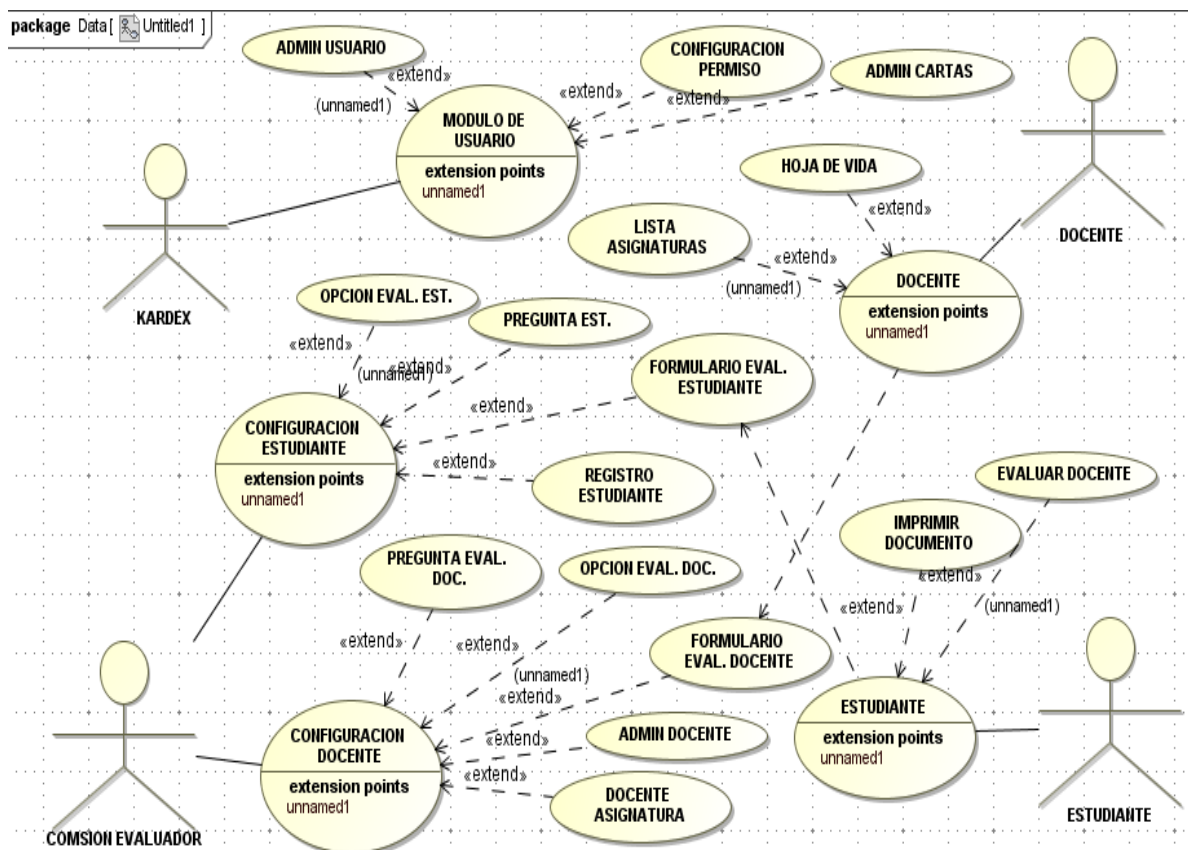 package Data [ Untitled1 ]
ADMIN USUARIO
«extend»
(unnamed1)
CONFIGURACION
PERMISO
«extend»
ADMIN CARTAS
«extend»
MODULO DE
USUARIO
extension points
unnamed1
KARDEX
DOCENTE
HOJA DE VIDA
«extend»
LISTA
ASIGNATURAS
«extend»
(unnamed1)
DOCENTE
extension points
unnamed1
OPCION EVAL. EST.
«extend»
(unnamed1)
PREGUNTA EST.
«extend»
FORMULARIO EVAL.
ESTUDIANTE
«extend»
CONFIGURACION
ESTUDIANTE
extension points
unnamed1
«extend»
REGISTRO
ESTUDIANTE
EVALUAR DOCENTE
IMPRIMIR
DOCUMENTO
«extend»
(unnamed1)
«extend»
PREGUNTA EVAL.
DOC.
«extend»
OPCION EVAL. DOC.
«extend»
(unnamed1)
FORMULARIO
EVAL. DOCENTE
«extend»
CONFIGURACION
DOCENTE
extension points
unnamed1
ADMIN DOCENTE
«extend»
DOCENTE
ASIGNATURA
«extend»
ESTUDIANTE
extension points
unnamed1
COMSION EVALUADOR
ESTUDIANTE